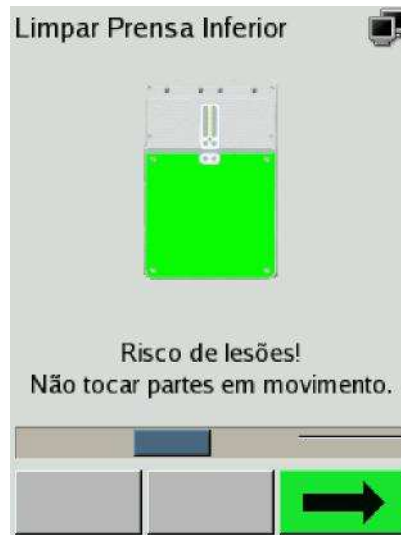 Limpar Prensa Inferior
Risco de lesões!
Não tocar partes em movimento.